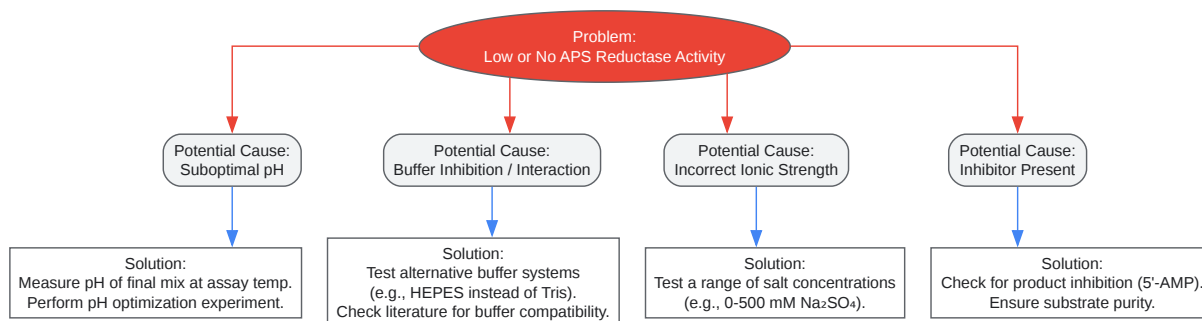 Problem:
Low or No APS Reductase Activity
Potential Cause:
Suboptimal pH
Potential Cause:
Buffer Inhibition / Interaction
Potential Cause:
Incorrect Ionic Strength
Potential Cause:
Inhibitor Present
Solution:
Measure pH of final mix at assay temp.
Perform pH optimization experiment.
Solution:
Test alternative buffer systems
(e.g., HEPES instead of Tris).
Check literature for buffer compatibility.
Solution:
Test a range of salt concentrations
(e.g., 0-500 mM Na₂SO₄).
Solution:
Check for product inhibition (5'-AMP).
Ensure substrate purity.